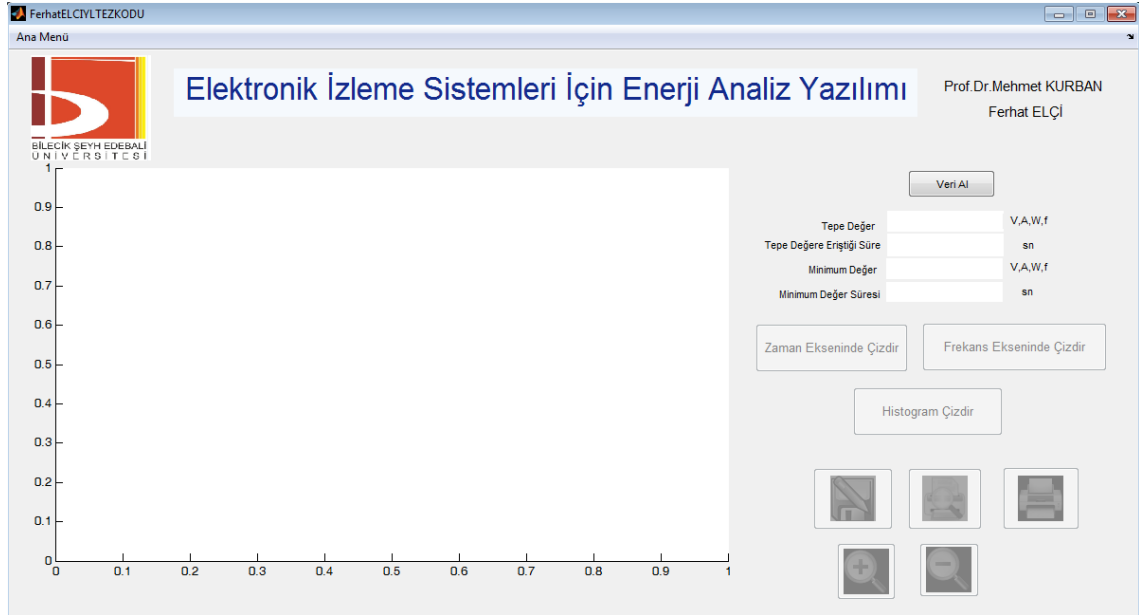 FerhatELCIYLTEZKODU
Ana Menü
BİLECİK ŞEYH EDEBALİ
ÜNİVERSİTESİ
Elektronik İzleme Sistemleri İçin Enerji Analiz Yazılımı
Prof.Dr.Mehmet KURBAN
Ferhat ELÇİ
1
0.9
0.8
0.7
0.6
0.5
0.4
0.3
0.2
0.1
0
0 0.1 0.2 0.3 0.4 0.5 0.6 0.7 0.8 0.9 1
Veri Al
Tepe Değer V,A,W,f
Tepe Değere Eriştiği Süre sn
Minimum Değer V,A,W,f
Minimum Değer Süresi sn
Zaman Ekseninde Çizdir
Frekans Ekseninde Çizdir
Histogram Çizdir